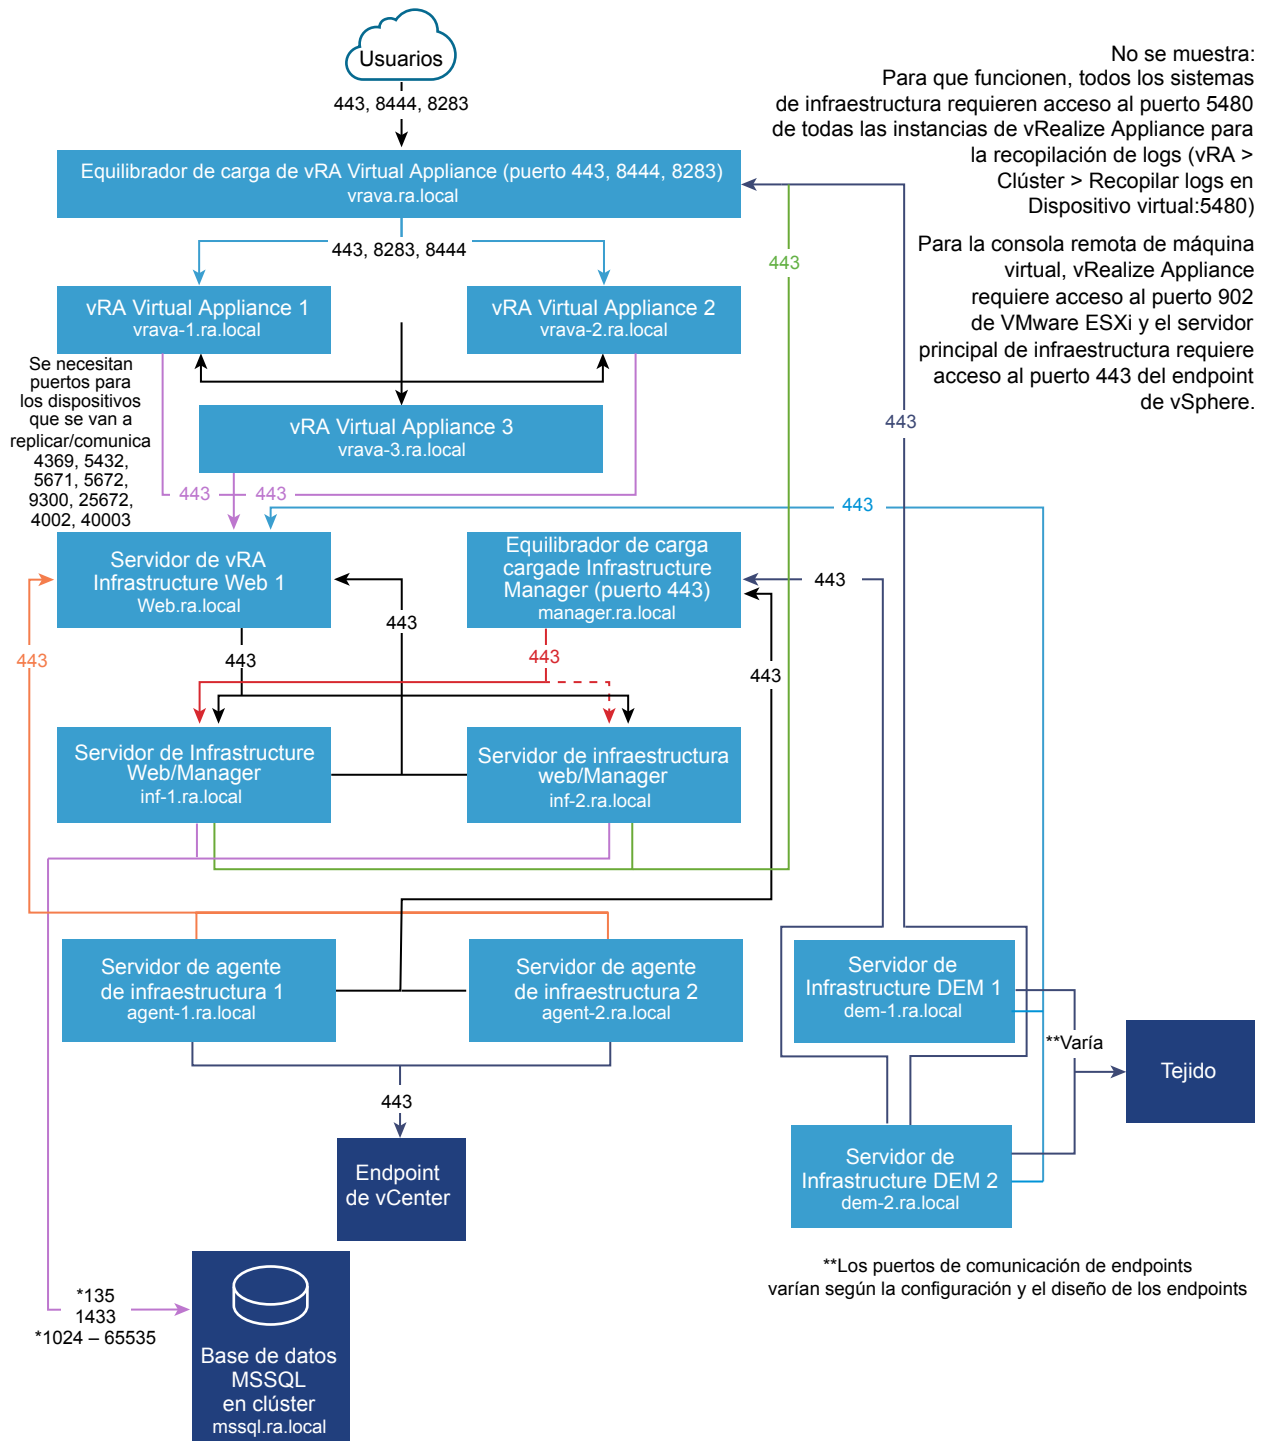 Usuarios
443, 8444, 8283
No se muestra:
Para que funcionen, todos los sistemas
de infraestructura requieren acceso al puerto 5480
de todas las instancias de vRealize Appliance para
la recopilación de logs (vRA >
Clúster > Recopilar logs en
Dispositivo virtual:5480)
Para la consola remota de máquina
virtual, vRealize Appliance
requiere acceso al puerto 902
de VMware ESXi y el servidor
principal de infraestructura requiere
acceso al puerto 443 del endpoint
de vSphere.
Equilibrador de carga de vRA Virtual Appliance (puerto 443, 8444, 8283)
vrava.ra.local
443, 8283, 8444
443
443
vRA Virtual Appliance 1
vrava-1.ra.local
vRA Virtual Appliance 2
vrava-2.ra.local
Se necesitan
puertos para
los dispositivos
que se van a
replicar/comunica
4369, 5432,
5671, 5672,
9300, 25672,
4002, 40003
vRA Virtual Appliance 3
vrava-3.ra.local
443
443
443
Servidor de vRA
Infrastructure Web 1
Web.ra.local
Equilibrador de carga
cargade Infrastructure
Manager (puerto 443)
manager.ra.local
443
443
443
443
443
443
Servidor de Infrastructure
Web/Manager
inf-1.ra.local
Servidor de infraestructura
web/Manager
inf-2.ra.local
Servidor de agente
de infraestructura 1
agent-1.ra.local
Servidor de agente
de infraestructura 2
agent-2.ra.local
Servidor de
Infrastructure DEM 1
dem-1.ra.local
**Varía
Tejido
443
Endpoint
de vCenter
Servidor de
Infrastructure DEM 2
dem-2.ra.local
**Los puertos de comunicación de endpoints
varían según la configuración y el diseño de los endpoints
*135
1433
*1024 – 65535
Base de datos
MSSQL
en clúster
mssql.ra.local